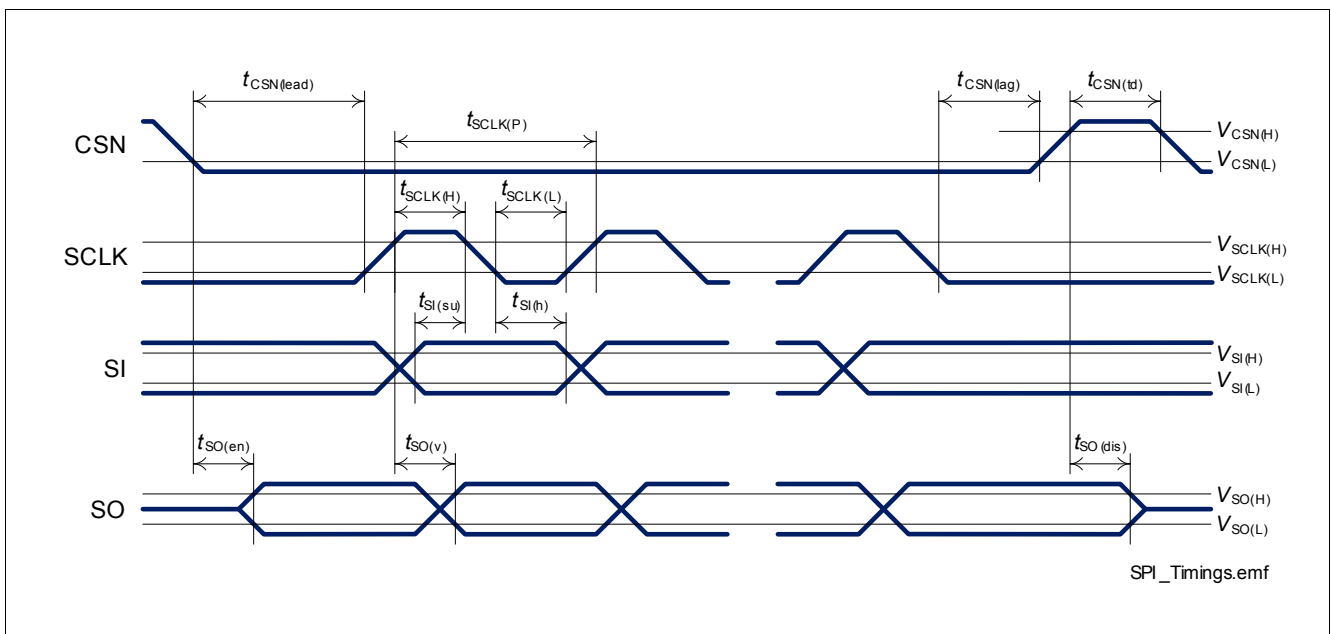 tCSN(lead)
tCSN(lag)
tCSN(td)
tSCLK(P)
CSN
VCSN(H)
VCSN(L)
tSCLK(H)
tSCLK(L)
SCLK
VSCLK(H)
VSCLK(L)
tSI(su)
tSI(h)
SI
VSI(H)
VSI(L)
tSO(en)
tSO(v)
tSO(dis)
SO
VSO(H)
VSO(L)
SPI_Timings.emf